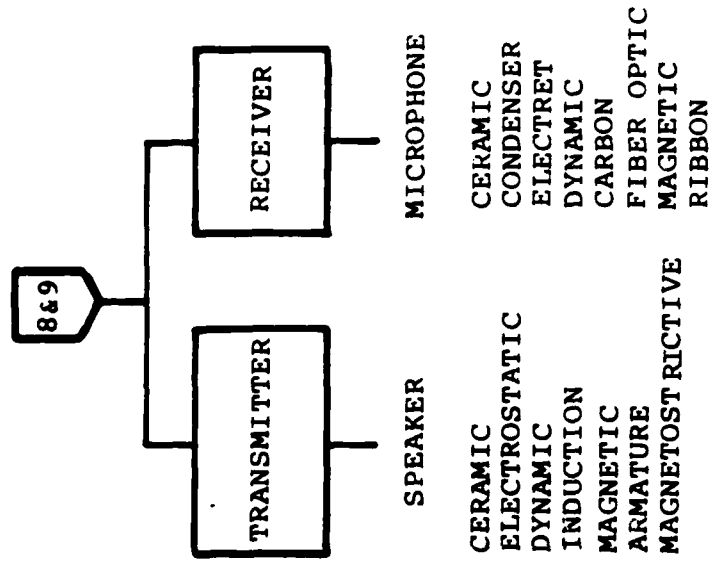 8&9
TRANSMITTER
RECEIVER
SPEAKER
MICROPHONE
CERAMIC
ELECTROSTATIC
DYNAMIC
INDUCTION
MAGNETIC
ARMATURE
MAGNETOSTRICTIVE
CERAMIC
CONDENSER
ELECTRET
DYNAMIC
CARBON
FIBER OPTIC
MAGNETIC
RIBBON